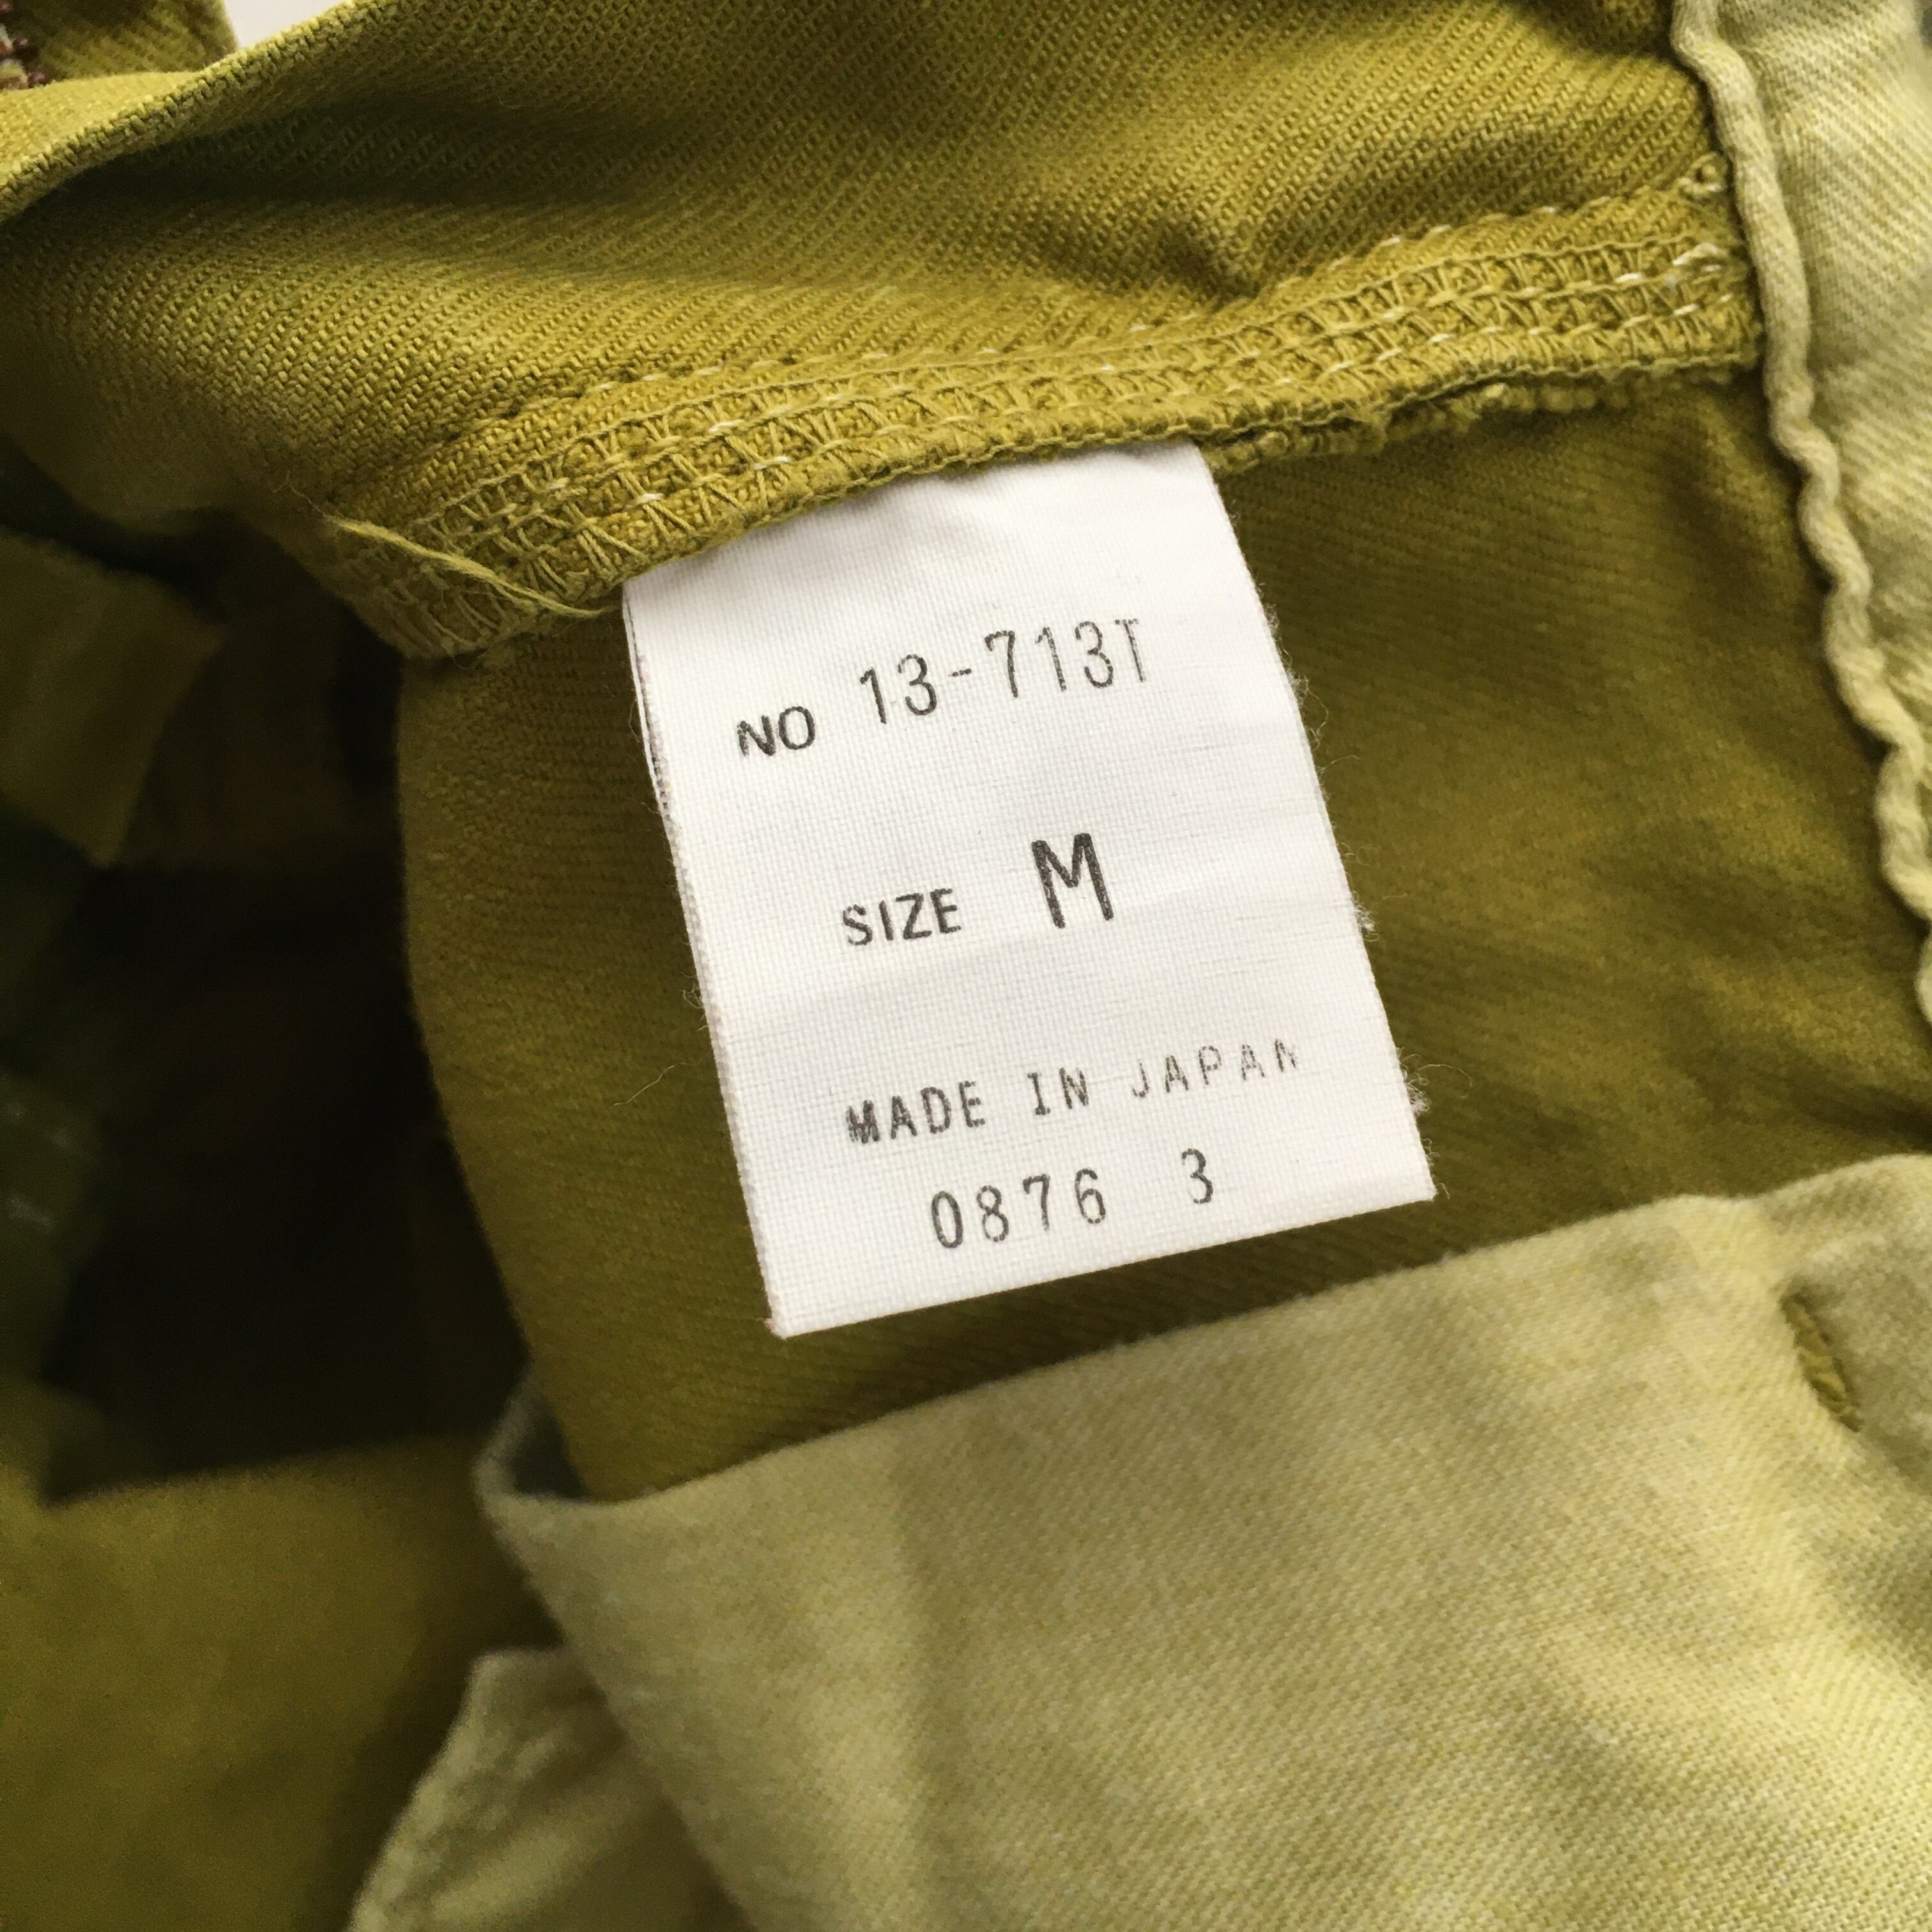 NO 13-713T
SIZE M
MADE IN JAPAN
0876 3